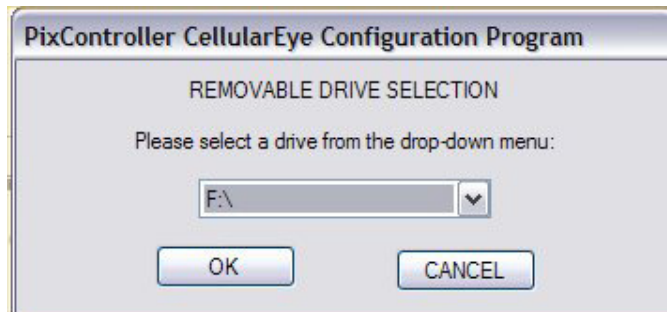 PixController CellularEye Configuration Program
REMOVABLE DRIVE SELECTION
Please select a drive from the drop-down menu:
F:\
OK
CANCEL